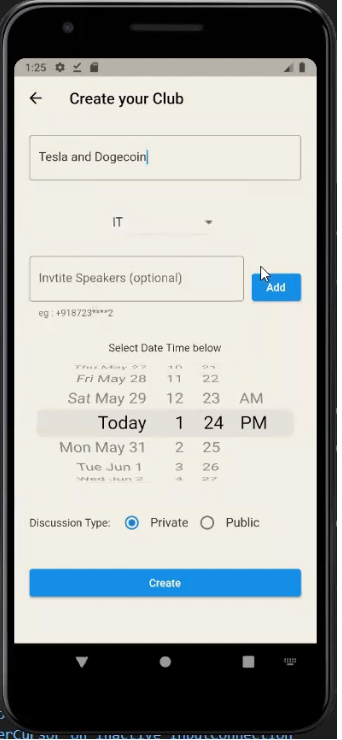 1:25
Create your Club
Tesla and Dogecoin
IT
Invtite Speakers (optional)
Add
eg : +918723****2
Select Date Time below
Thu May 27 10 21
Fri May 28 11 22
Sat May 29 12 23 AM
Today 1 24 PM
Mon May 31 2 25
Tue Jun 1 3 26
Wed Jun 2 4 27
Discussion Type: Private Public
Create
erCursor on inactive InputConnection